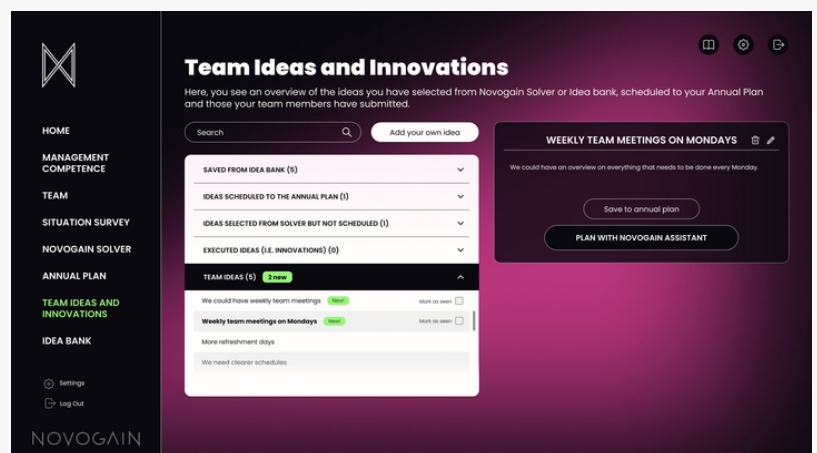 HOME
MANAGEMENT
COMPETENCE
TEAM
SITUATION SURVEY
NOVOGAIN SOLVER
ANNUAL PLAN
TEAM IDEAS AND
INNOVATIONS
IDEA BANK
Settings
Log Out
NOVOGAIN
Team Ideas and Innovations
Here, you see an overview of the ideas you have selected from Novogain Solver or Idea bank, scheduled to your Annual Plan
and those your team members have submitted.
Search
Add your own idea
SAVED FROM IDEA BANK (5)
IDEAS SCHEDULED TO THE ANNUAL PLAN (1)
IDEAS SELECTED FROM SOLVER BUT NOT SCHEDULED (1)
EXECUTED IDEAS (I.E. INNOVATIONS) (0)
TEAM IDEAS (5) 2 new
We could have weekly team meetings New! Mark as seen
Weekly team meetings on Mondays New! Mark as seen
More refreshment days
We need clearer schedules
WEEKLY TEAM MEETINGS ON MONDAYS
We could have an overview on everything that needs to be done every Monday.
Save to annual plan
PLAN WITH NOVOGAIN ASSISTANT